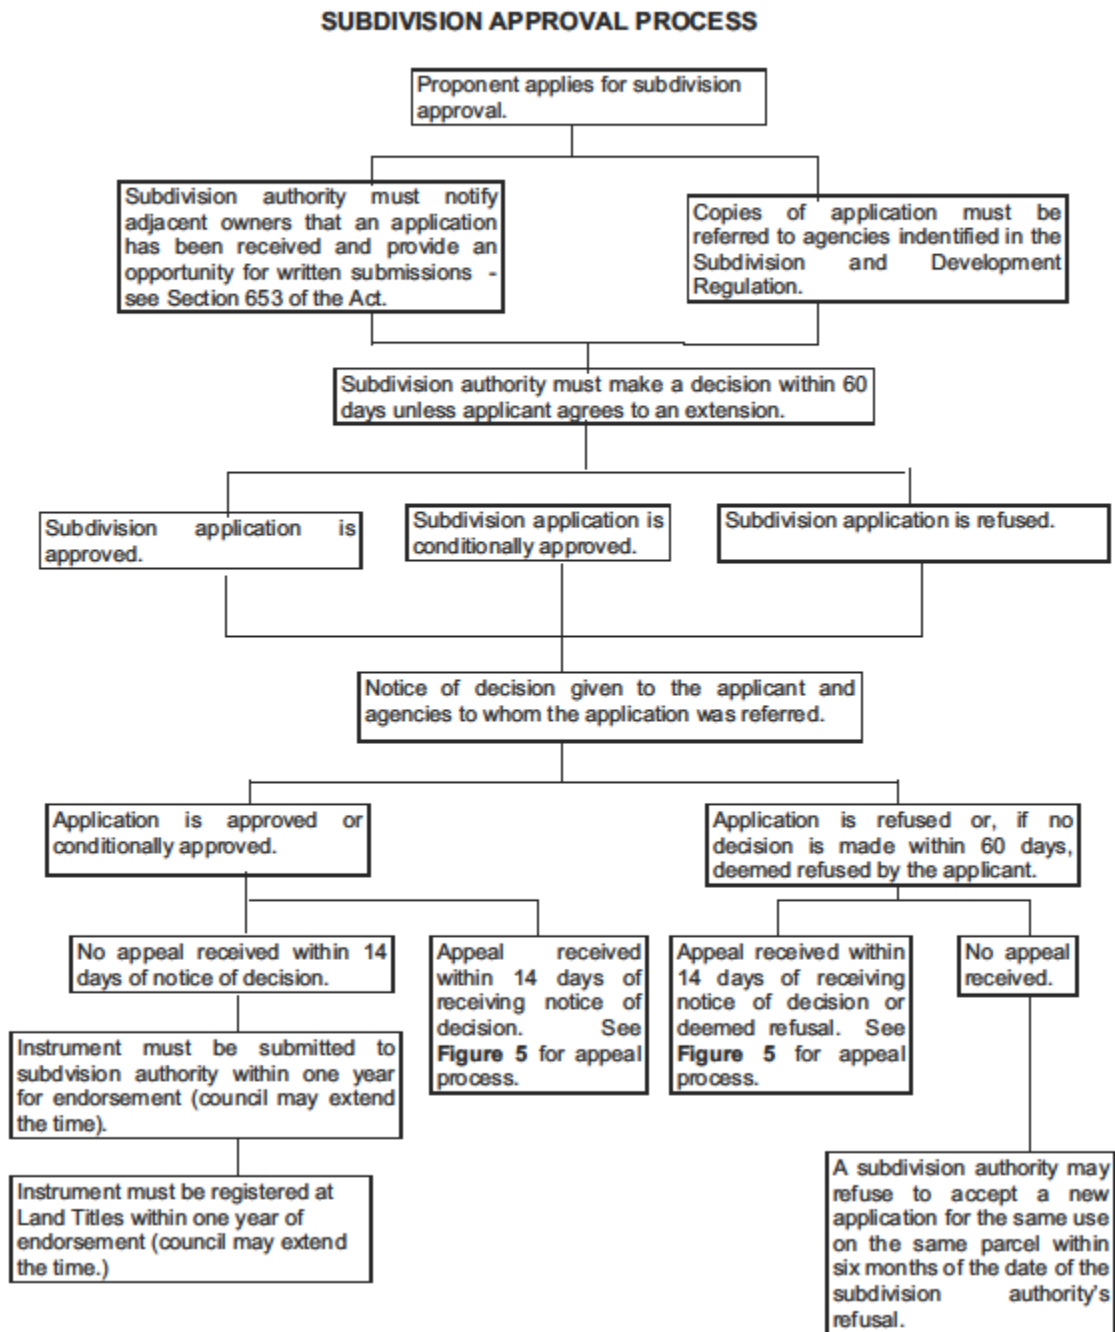 SUBDIVISION APPROVAL PROCESS
Proponent applies for subdivision
approval.
Subdivision authority must notify
adjacent owners that an application
has been received and provide an
opportunity for written submissions -
see Section 653 of the Act.
Copies of application must be
referred to agencies indentified in the
Subdivision and Development
Regulation.
Subdivision authority must make a decision within 60
days unless applicant agrees to an extension.
Subdivision application is
approved.
Subdivision application is
conditionally approved.
Subdivision application is refused.
Notice of decision given to the applicant and
agencies to whom the application was referred.
Application is approved or
conditionally approved.
Application is refused or, if no
decision is made within 60 days,
deemed refused by the applicant.
No appeal received within 14
days of notice of decision.
Appeal received
within 14 days of
receiving notice of
decision. See
Figure 5 for appeal
process.
Appeal received within
14 days of receiving
notice of decision or
deemed refusal. See
Figure 5 for appeal
process.
No appeal
received.
Instrument must be submitted to
subdvision authority within one year
for endorsement (council may extend
the time).
Instrument must be registered at
Land Titles within one year of
endorsement (council may extend
the time.)
A subdivision authority may
refuse to accept a new
application for the same use
on the same parcel within
six months of the date of the
subdivision authority's
refusal.